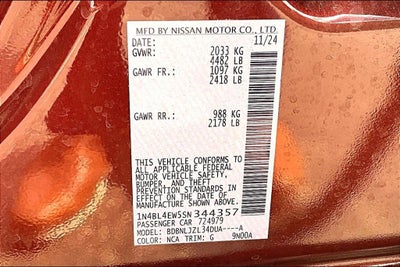 MFD BY NISSAN MOTOR CO., LTD.
DATE: 11/24
GVWR: 2033 KG
4482 LB
GAWR FR.: 1097 KG
2418 LB
GAWR RR.: 988 KG
2178 LB
THIS VEHICLE CONFORMS TO
ALL APPLICABLE FEDERAL
MOTOR VEHICLE SAFETY,
BUMPER, AND THEFT
PREVENTION STANDARDS IN
EFFECT ON THE DATE OF
MANUFACTURE SHOWN ABOVE.
1N4BL4EW5SN344357
PASSENGER CAR 724979
MODEL: BDBNLJZL34DUA----A
COLOR: NCA TRIM: G 9N00A